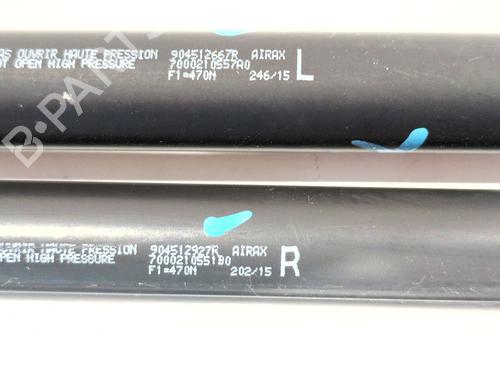 AS OUVRIR HAUTE PRESSION 904512667R AIRAX
OT OPEN HIGH PRESSURE 7000210557A0
F1=470N 246/15 L
OUVRIR HAUTE PRESSION 904512927R AIRAX
OPEN HIGH PRESSURE 7000210551B0
F1=470N 202/15 R
B-PARTS